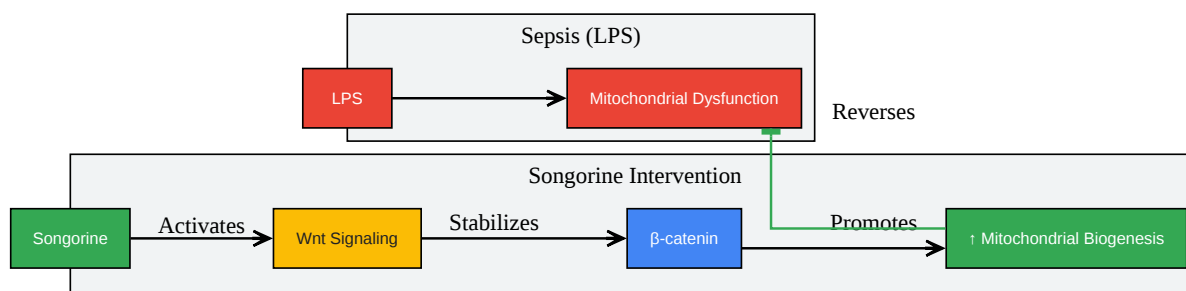 Sepsis (LPS)
LPS
Mitochondrial Dysfunction
Reverses
Songorine Intervention
Songorine
Activates
Wnt Signaling
Stabilizes
β-catenin
Promotes
↑ Mitochondrial Biogenesis